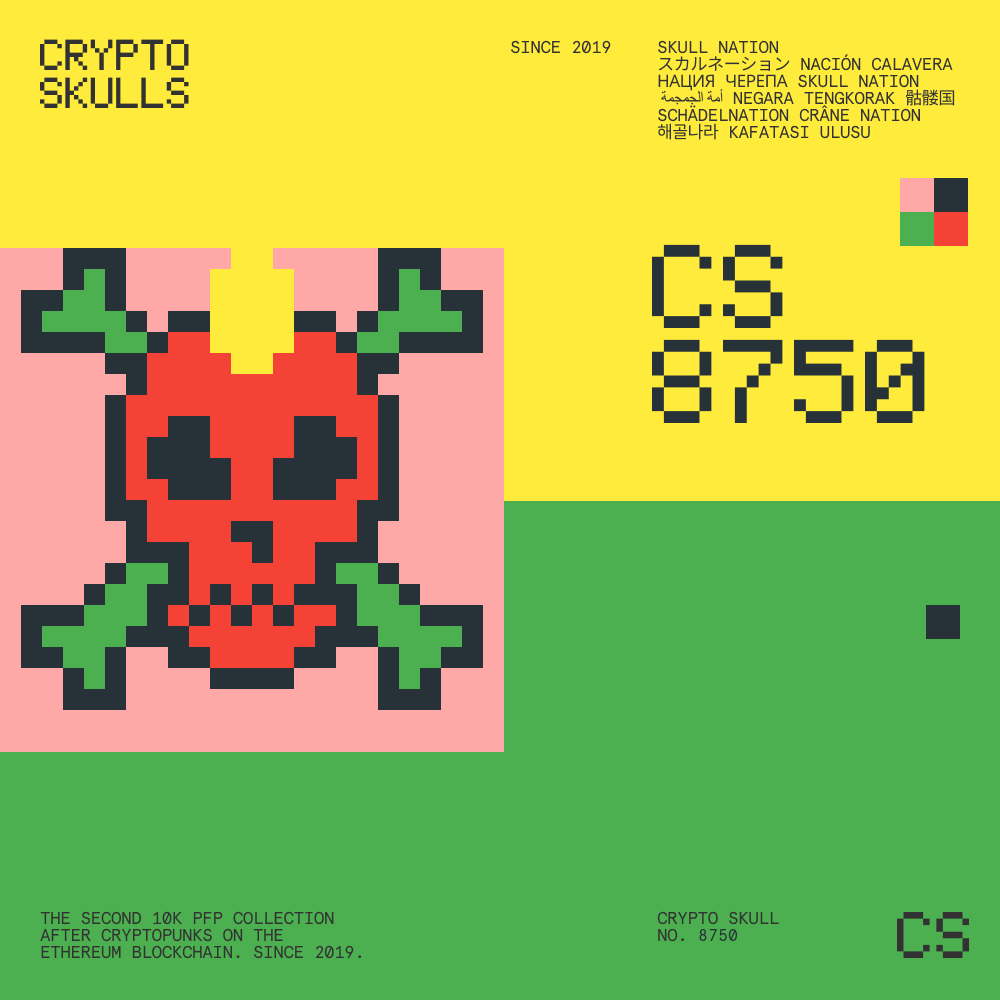 CRYPTO
SKULLS
SINCE 2019
SKULL NATION
スカルネーション NACIÓN CALAVERA
НАЦИЯ ЧЕРЕПА SKULL NATION
أمة الجمجمة NEGARA TENGKORAK 骷髅国
SCHÄDELNATION CRÂNE NATION
해골나라 KAFATASI ULUSU
CS
8750
THE SECOND 10K PFP COLLECTION
AFTER CRYPTOPUNKS ON THE
ETHEREUM BLOCKCHAIN. SINCE 2019.
CRYPTO SKULL
NO. 8750
CS